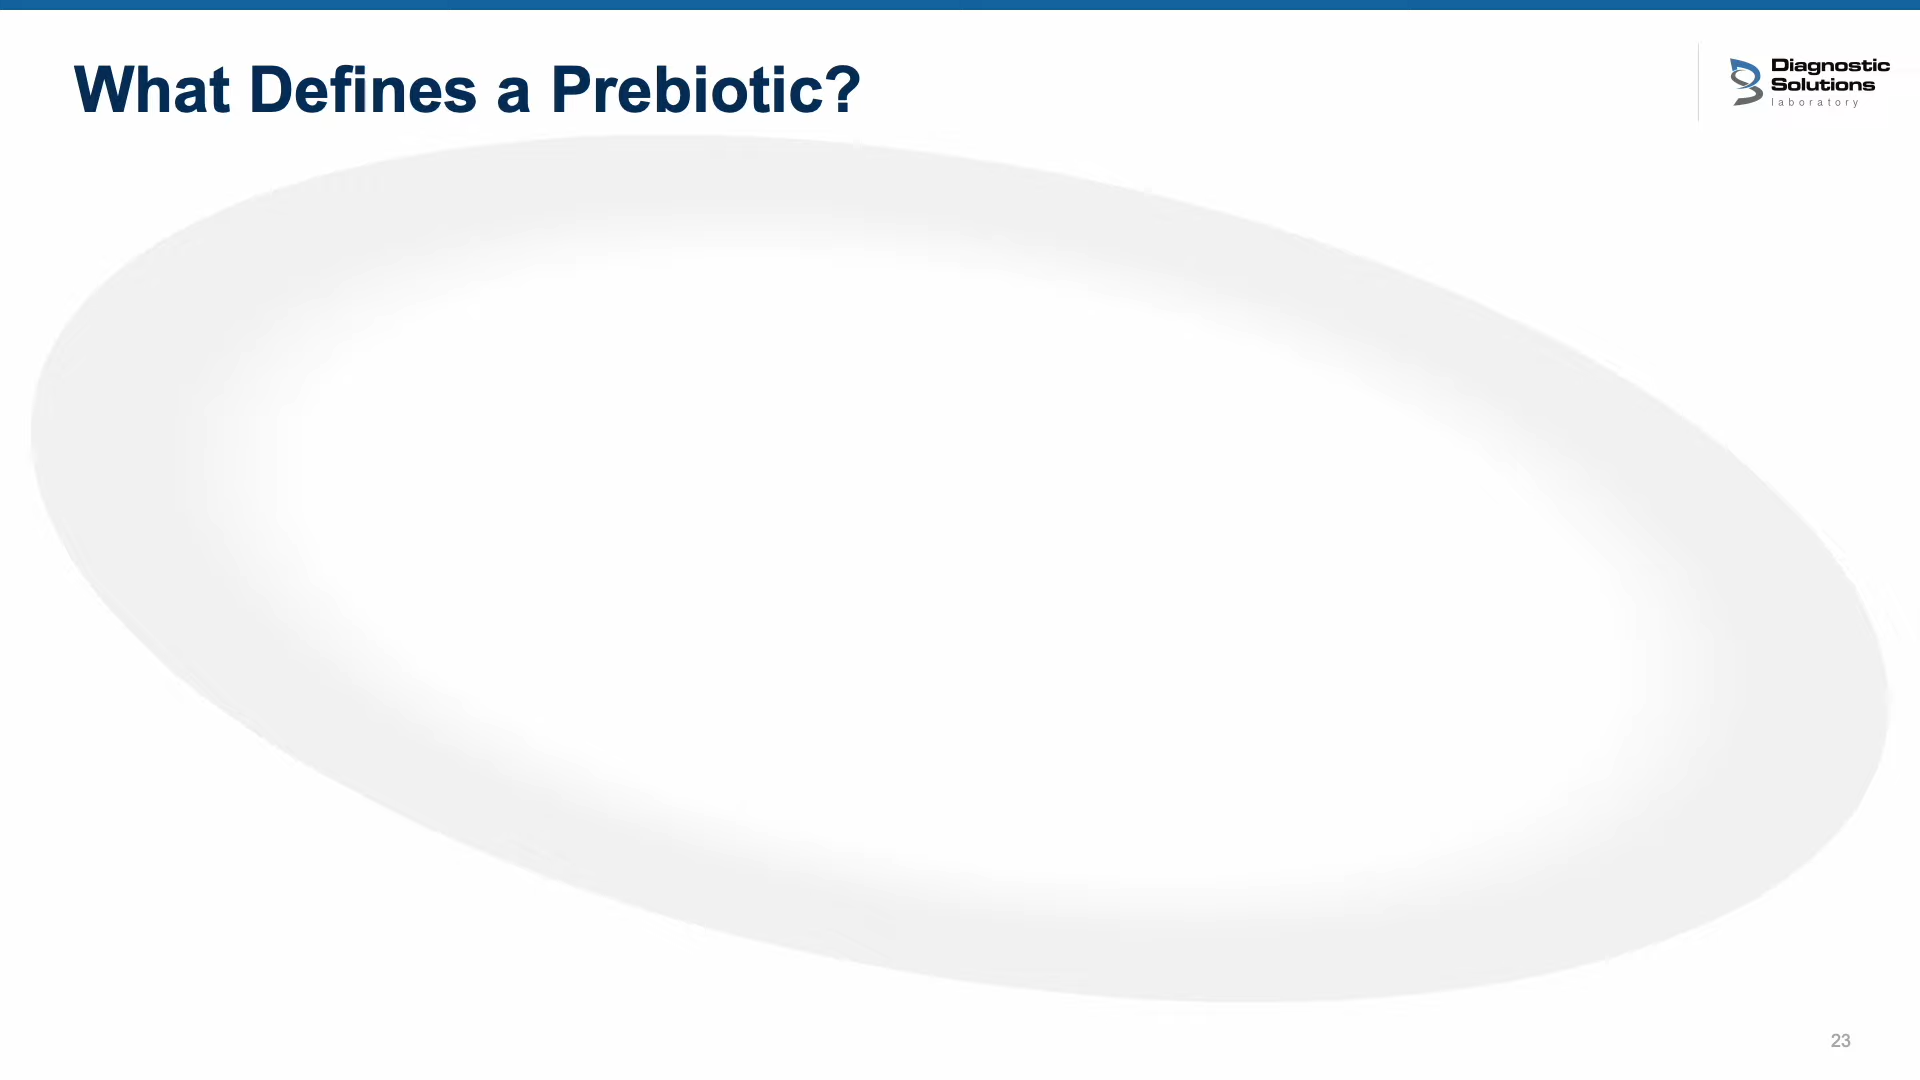 What Defines a Prebiotic?
Diagnostic
Solutions
laboratory
23